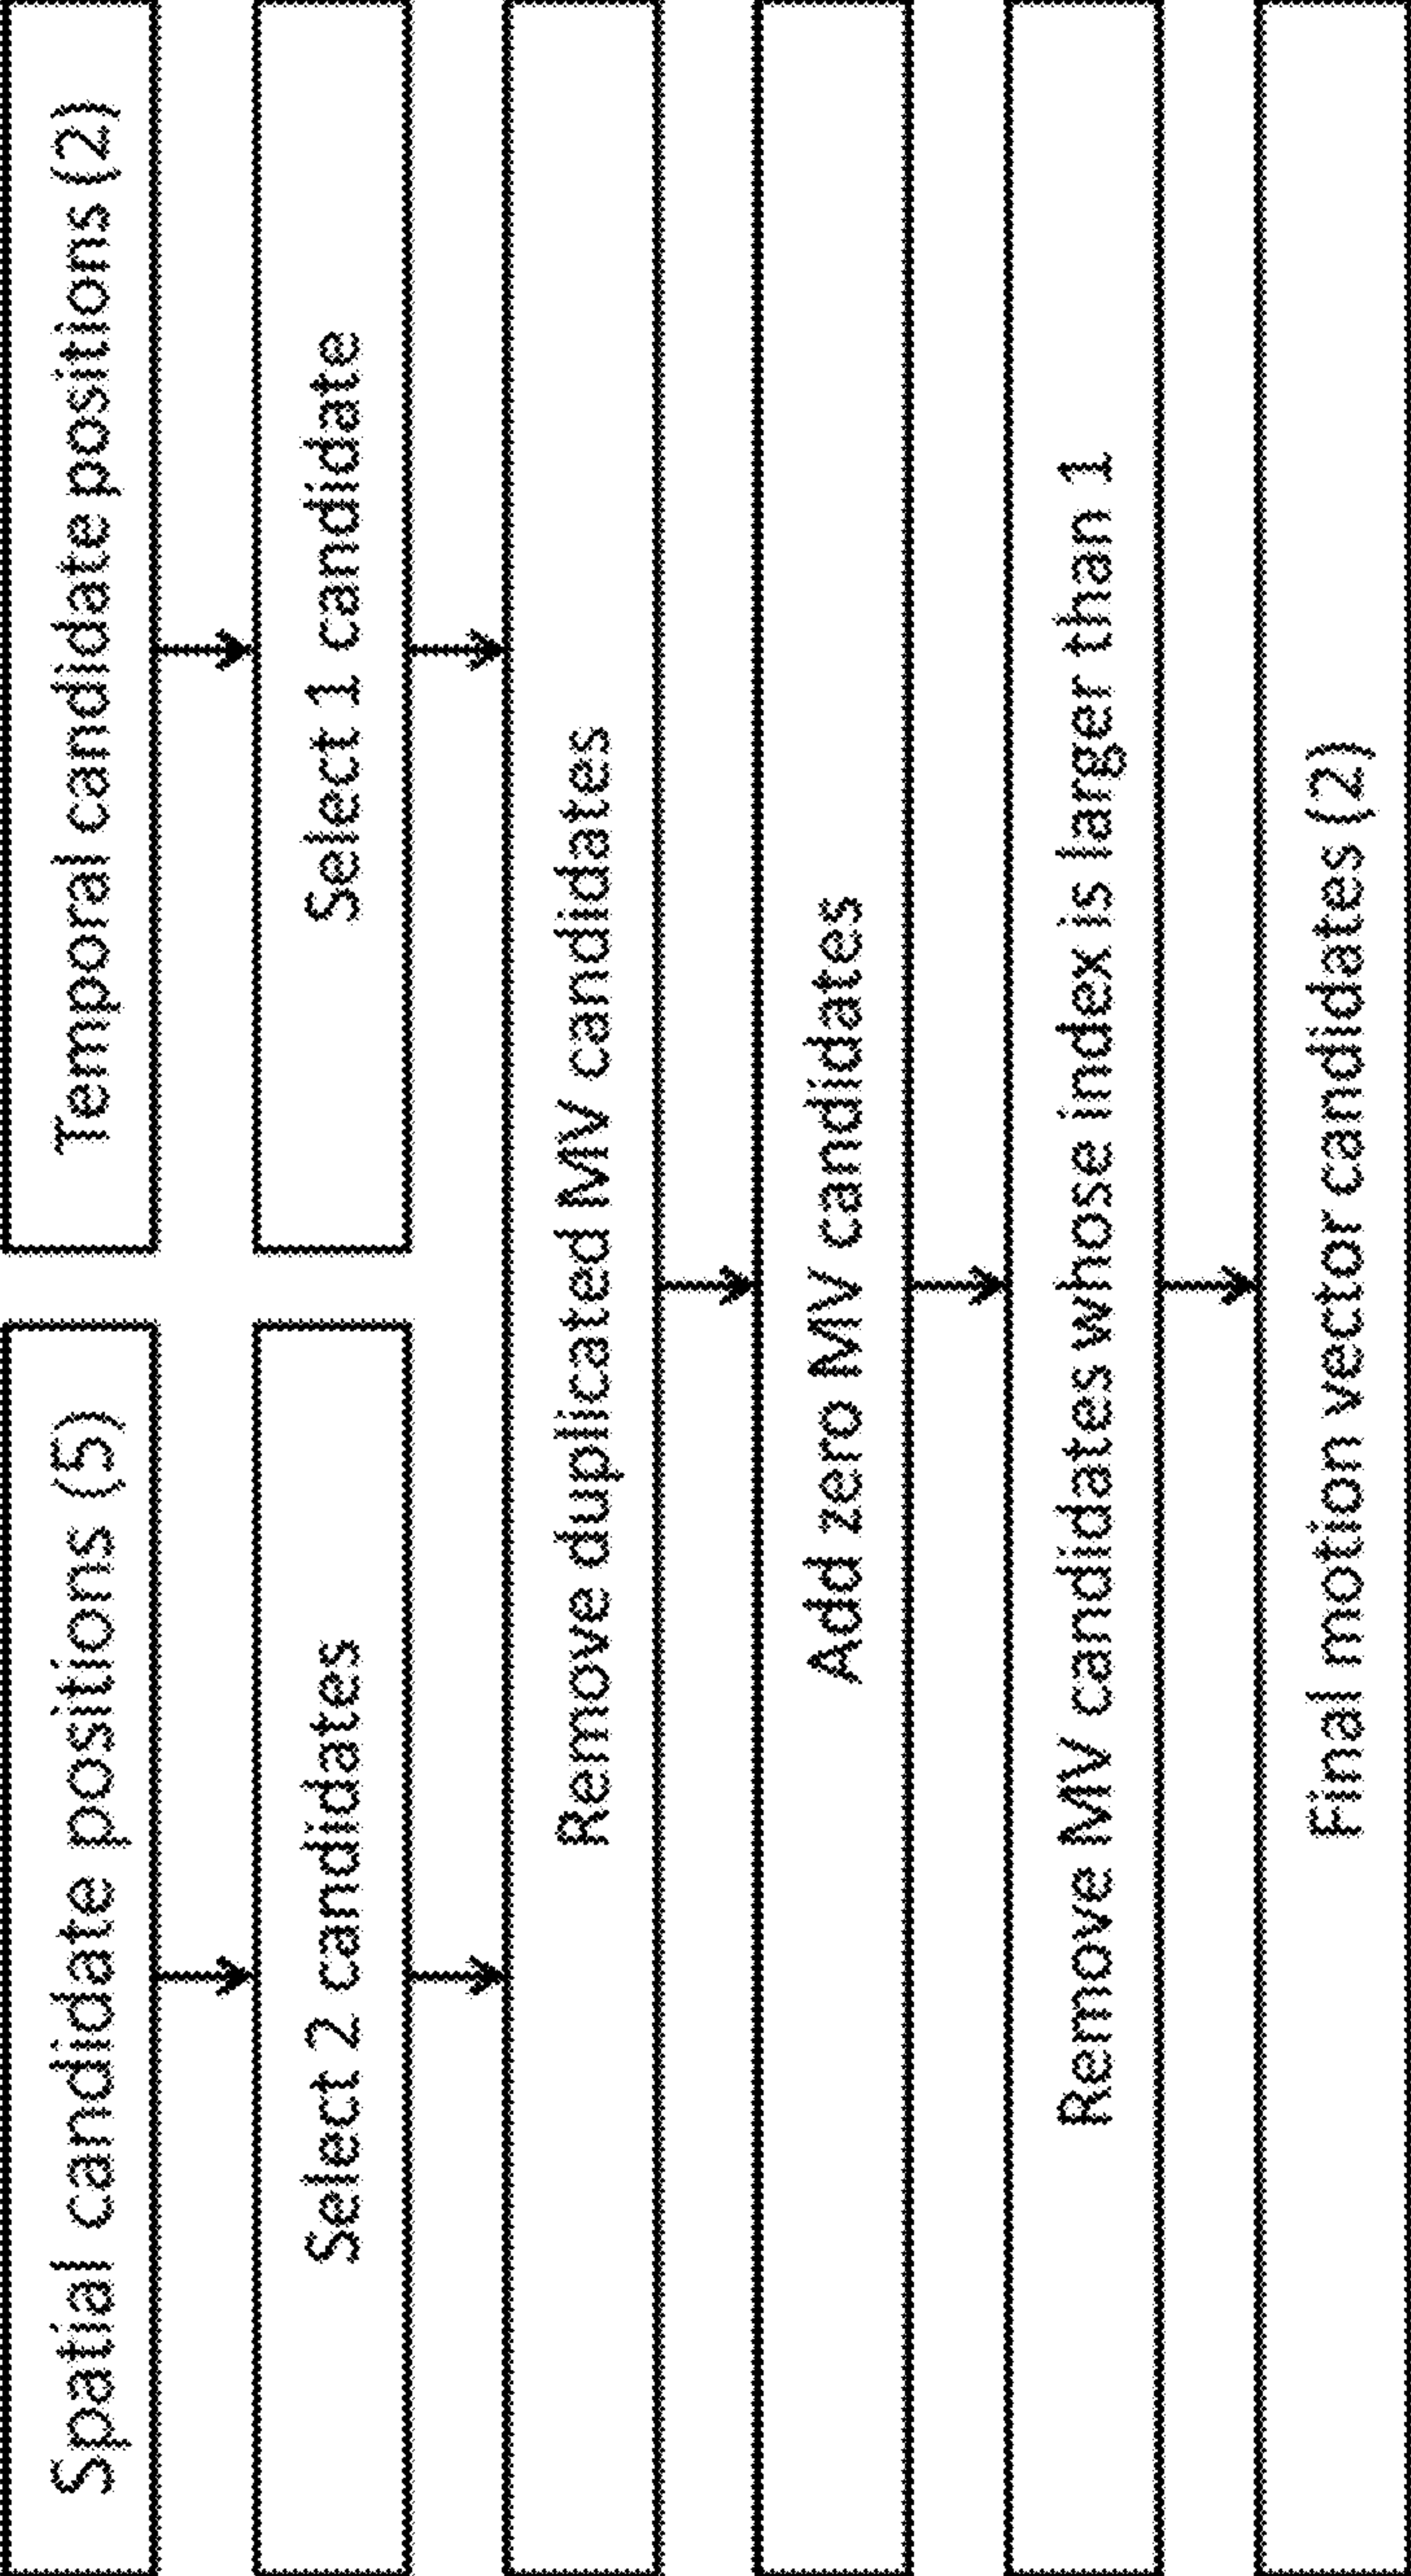 Spatial candidate positions (5)
Temporal candidate positions (2)
Select 2 candidates
Select 1 candidate
Remove duplicated MV candidates
Add zero MV candidates
Remove MV candidates whose index is larger than 1
Final motion vector candidates (2)